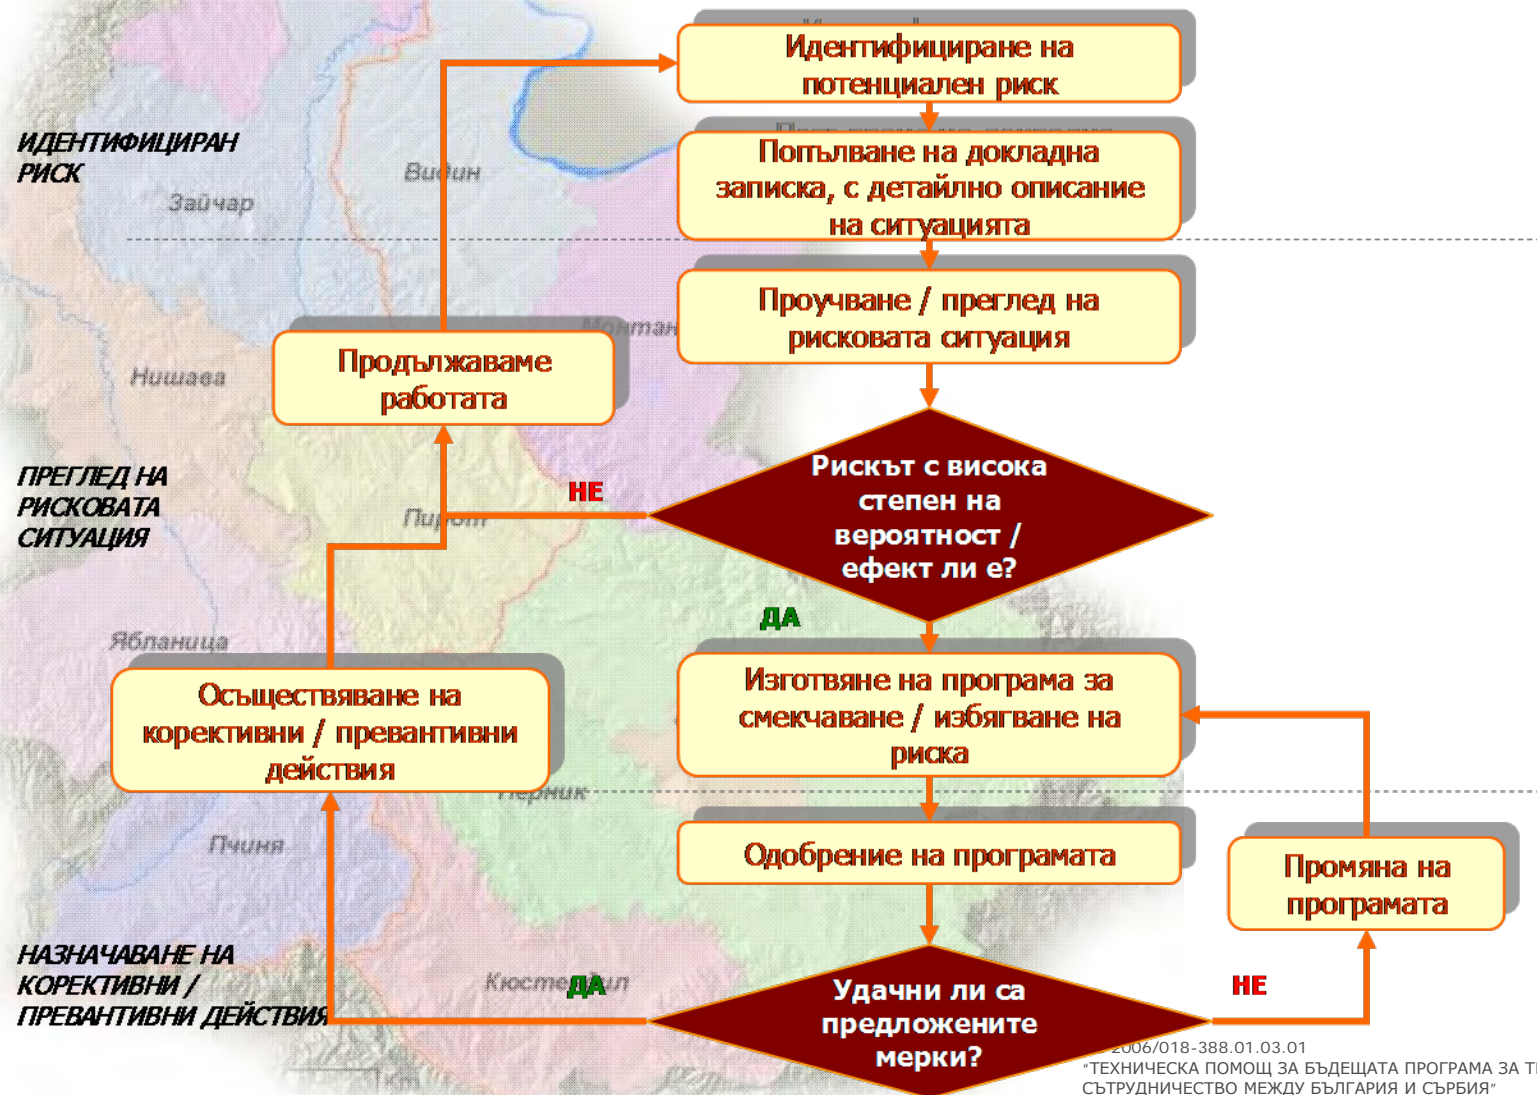 Идентифициране на
потенциален риск
ИДЕНТИФИЦИРАН
РИСК
Попълване на докладна
записка, с детайлно описание
на ситуацията
Видин
Зайчар
Проучване / преглед на
рисковата ситуация
Монтан
Продължаваме
работата
Нишава
ПРЕГЛЕД НА
РИСКОВАТА
СИТУАЦИЯ
НЕ
Рискът с висока
степен на
вероятност /
ефект ли е?
Пирот
ДА
Ябланица
Осъществяване на
корективни / превантивни
действия
Изготвяне на програма за
смекчаване / избягване на
риска
Перник
Пчиня
Одобрение на програмата
Промяна на
програмата
НАЗНАЧАВАНЕ НА
КОРЕКТИВНИ /
ПРЕВАНТИВНИ ДЕЙСТВИЯ
Кюстендил
ДА
Удачни ли са
предложените
мерки?
НЕ
Km
2006/018-388.01.03.01
“ТЕХНИЧЕСКА ПОМОЩ ЗА БЪДЕЩАТА ПРОГРАМА ЗА
СЪТРУДНИЧЕСТВО МЕЖДУ БЪЛГАРИЯ И СЪРБИЯ”